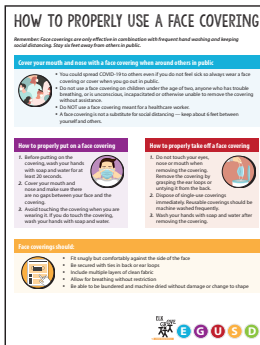 HOW TO PROPERLY USE A FACE COVERING
Remember: Face coverings are only effective in combination with frequent hand washing and keeping
social distancing. Stay six feet away from others in public.
Cover your mouth and nose with a face covering when around others in public
• You could spread COVID-19 to others even if you do not feel sick so always wear a
face covering or cover when you go out in public.
• Do not use a face covering on children under the age of two, anyone who has trouble
breathing, or is unconscious, incapacitated or otherwise unable to remove the covering
without assistance.
• Do NOT use a face covering meant for a healthcare worker.
• A face covering is not a substitute for social distancing — keep about 6 feet between
yourself and others.
How to properly put on a face covering
1. Before putting on the
covering, wash your hands
with soap and water for at
least 20 seconds.
2. Cover your mouth and
nose and make sure there
are no gaps between your face and the
covering.
3. Avoid touching the covering when you are
wearing it. If you do touch the covering,
wash your hands with soap and water.
How to properly take off a face covering
1. Do not touch your eyes,
nose or mouth when
removing the covering.
Remove the covering by
grasping the ear loops or
untying it from the back.
2. Dispose of single-use coverings
immediately. Reusable coverings should be
machine washed frequently.
3. Wash your hands with soap and water after
removing the covering.
Face coverings should:
• Fit snugly but comfortably against the side of the face
• Be secured with ties in back or ear loops
• Include multiple layers of clean fabric
• Allow for breathing without restriction
• Be able to be laundered and machine dried without damage or change to shape
ELK
GROVE
EGUSD